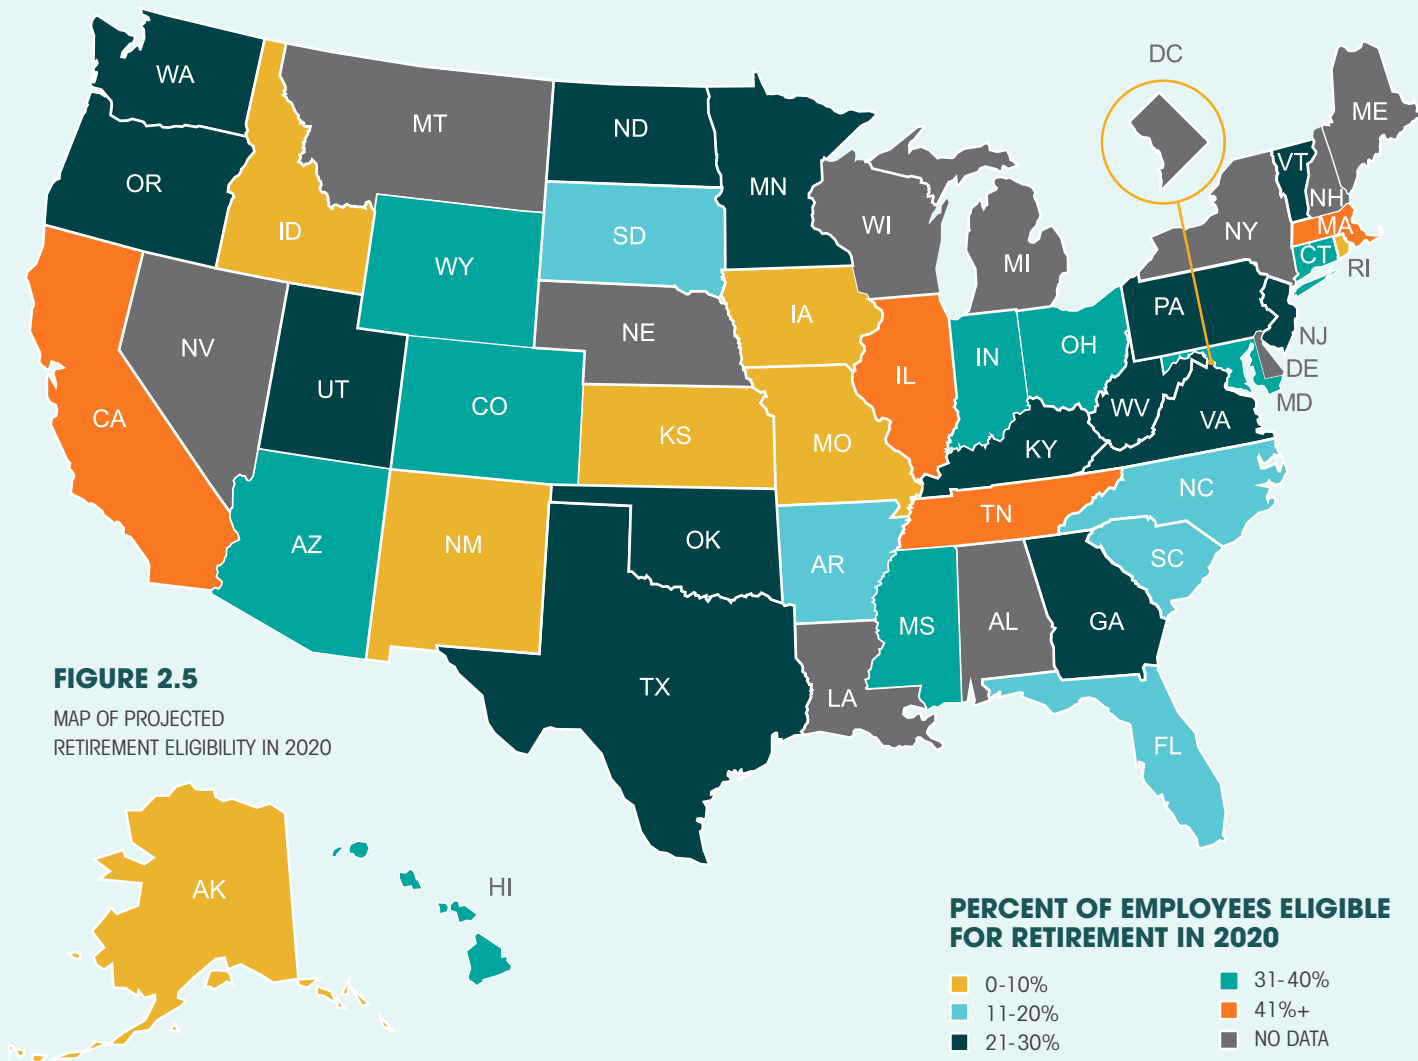 DC
WA
MT
ND
ME
OR
MN
VT
ID
SD
WI
NH
MA
WY
NY
CT
RI
MI
IA
PA
NV
NE
IN
OH
NJ
UT
IL
DE
CO
MD
CA
KS
MO
WV
VA
KY
NC
AZ
NM
OK
TN
AR
SC
MS
AL
GA
FIGURE 2.5
MAP OF PROJECTED
RETIREMENT ELIGIBILITY IN 2020
TX
LA
FL
AK
HI
PERCENT OF EMPLOYEES ELIGIBLE
FOR RETIREMENT IN 2020
0-10%
11-20%
21-30%
31-40%
41%+
NO DATA